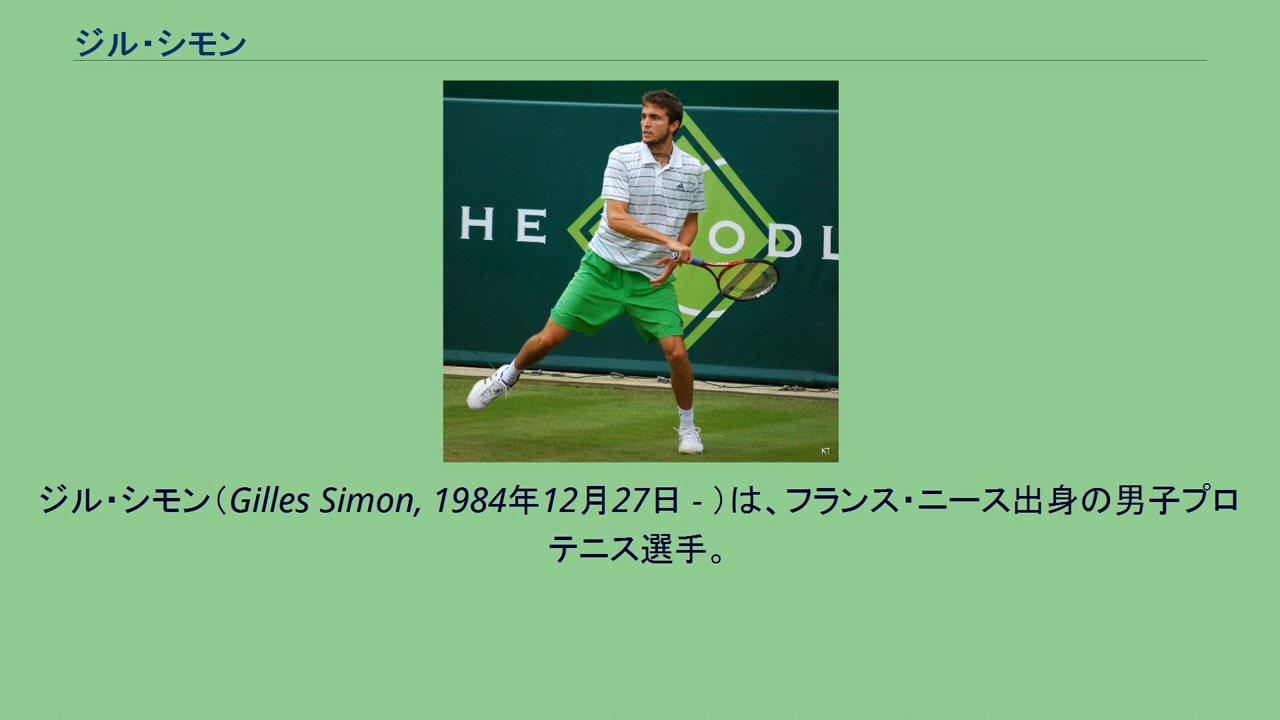 ジル・シモン
HE ODL
KT
ジル・シモン（Gilles Simon, 1984年12月27日 - ）は、フランス・ニース出身の男子プロ
テニス選手。